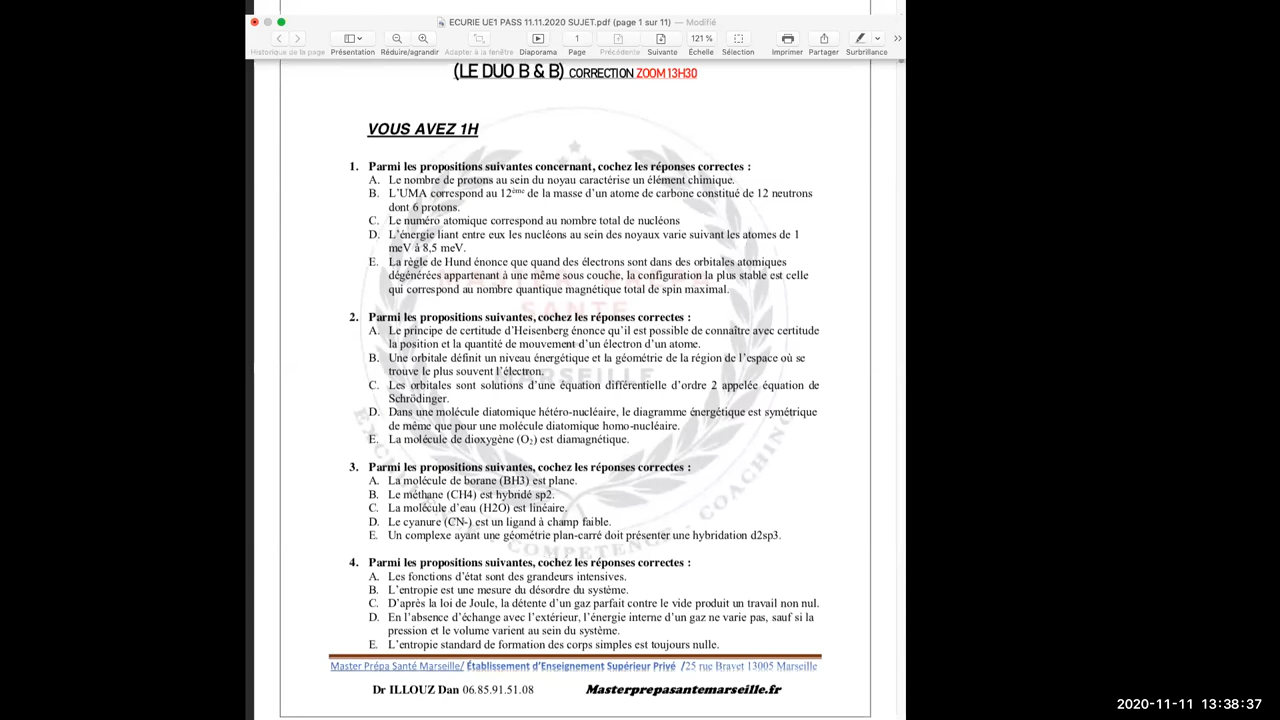 ECURIE UE1 PASS 11.11.2020 SUJET.pdf (page 1 sur 11) — Modifié
1
121 %
Historique de la page Présentation Réduire/agrandir Adapter à la fenêtre Diaporama Page Précédente Suivante Échelle Sélection Imprimer Partager Surbrillance
(LE DUO B & B) CORRECTION ZOOM 13H30
VOUS AVEZ 1H
1. Parmi les propositions suivantes concernant, cochez les réponses correctes :
A. Le nombre de protons au sein du noyau caractérise un élément chimique.
B. L'UMA correspond au 12ème de la masse d'un atome de carbone constitué de 12 neutrons
dont 6 protons.
C. Le numéro atomique correspond au nombre total de nucléons
D. L'énergie liant entre eux les nucléons au sein des noyaux varie suivant les atomes de 1
meV à 8,5 meV.
E. La règle de Hund énonce que quand des électrons sont dans des orbitales atomiques
dégénérées appartenant à une même sous couche, la configuration la plus stable est celle
qui correspond au nombre quantique magnétique total de spin maximal.
SANTE
2. Parmi les propositions suivantes, cochez les réponses correctes :
A. Le principe de certitude d'Heisenberg énonce qu'il est possible de connaître avec certitude
la position et la quantité de mouvement d'un électron d'un atome.
B. Une orbitale définit un niveau énergétique et la géométrie de la région de l'espace où se
trouve le plus souvent l'électron.
MARSEILLE
C. Les orbitales sont solutions d'une équation différentielle d'ordre 2 appelée équation de
Schrödinger.
D. Dans une molécule diatomique hétéro-nucléaire, le diagramme énergétique est symétrique
de même que pour une molécule diatomique homo-nucléaire.
E. La molécule de dioxygène (O2) est diamagnétique.
3. Parmi les propositions suivantes, cochez les réponses correctes :
A. La molécule de borane (BH3) est plane.
B. Le méthane (CH4) est hybridé sp2.
C. La molécule d'eau (H2O) est linéaire.
D. Le cyanure (CN-) est un ligand à champ faible.
E. Un complexe ayant une géométrie plan-carré doit présenter une hybridation d2sp3.
COMPETENCE - COACHING
4. Parmi les propositions suivantes, cochez les réponses correctes :
A. Les fonctions d'état sont des grandeurs intensives.
B. L'entropie est une mesure du désordre du système.
C. D'après la loi de Joule, la détente d'un gaz parfait contre le vide produit un travail non nul.
D. En l'absence d'échange avec l'extérieur, l'énergie interne d'un gaz ne varie pas, sauf si la
pression et le volume varient au sein du système.
E. L'entropie standard de formation des corps simples est toujours nulle.
Master Prépa Santé Marseille/ Établissement d'Enseignement Supérieur Privé /25 rue Bravet 13005 Marseille
Dr ILLOUZ Dan 06.85.91.51.08 Masterprepasantemarseille.fr
2020-11-11 13:38:37